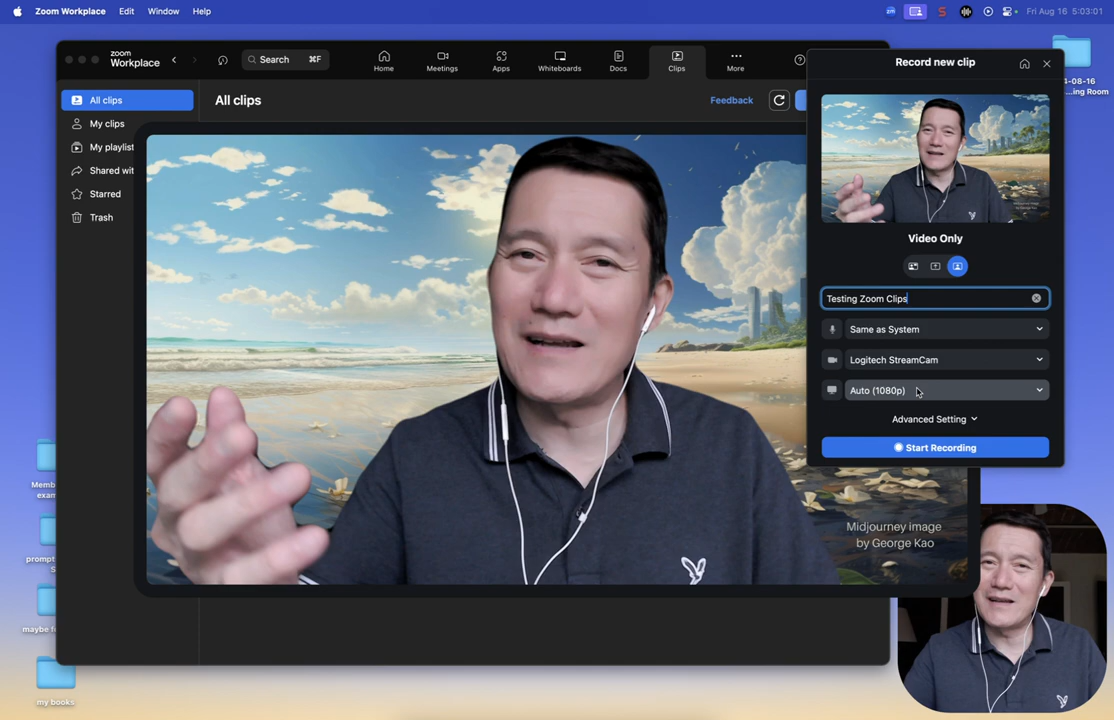 Zoom Workplace Edit Window Help
zm
S
Fri Aug 16 5:03:01
zoom
Workplace
Search ⌘F
Home
Meetings
Apps
Whiteboards
Docs
Clips
More
All clips
My clips
My playlist
Shared wit
Starred
Trash
All clips
Feedback
Midjourney image
by George Kao
Record new clip
Video Only
Testing Zoom Clips
Same as System
Logitech StreamCam
Auto (1080p)
Advanced Setting
Start Recording
4-08-16
...ing Room
Memb
exam
prompt
S
maybe f
my books